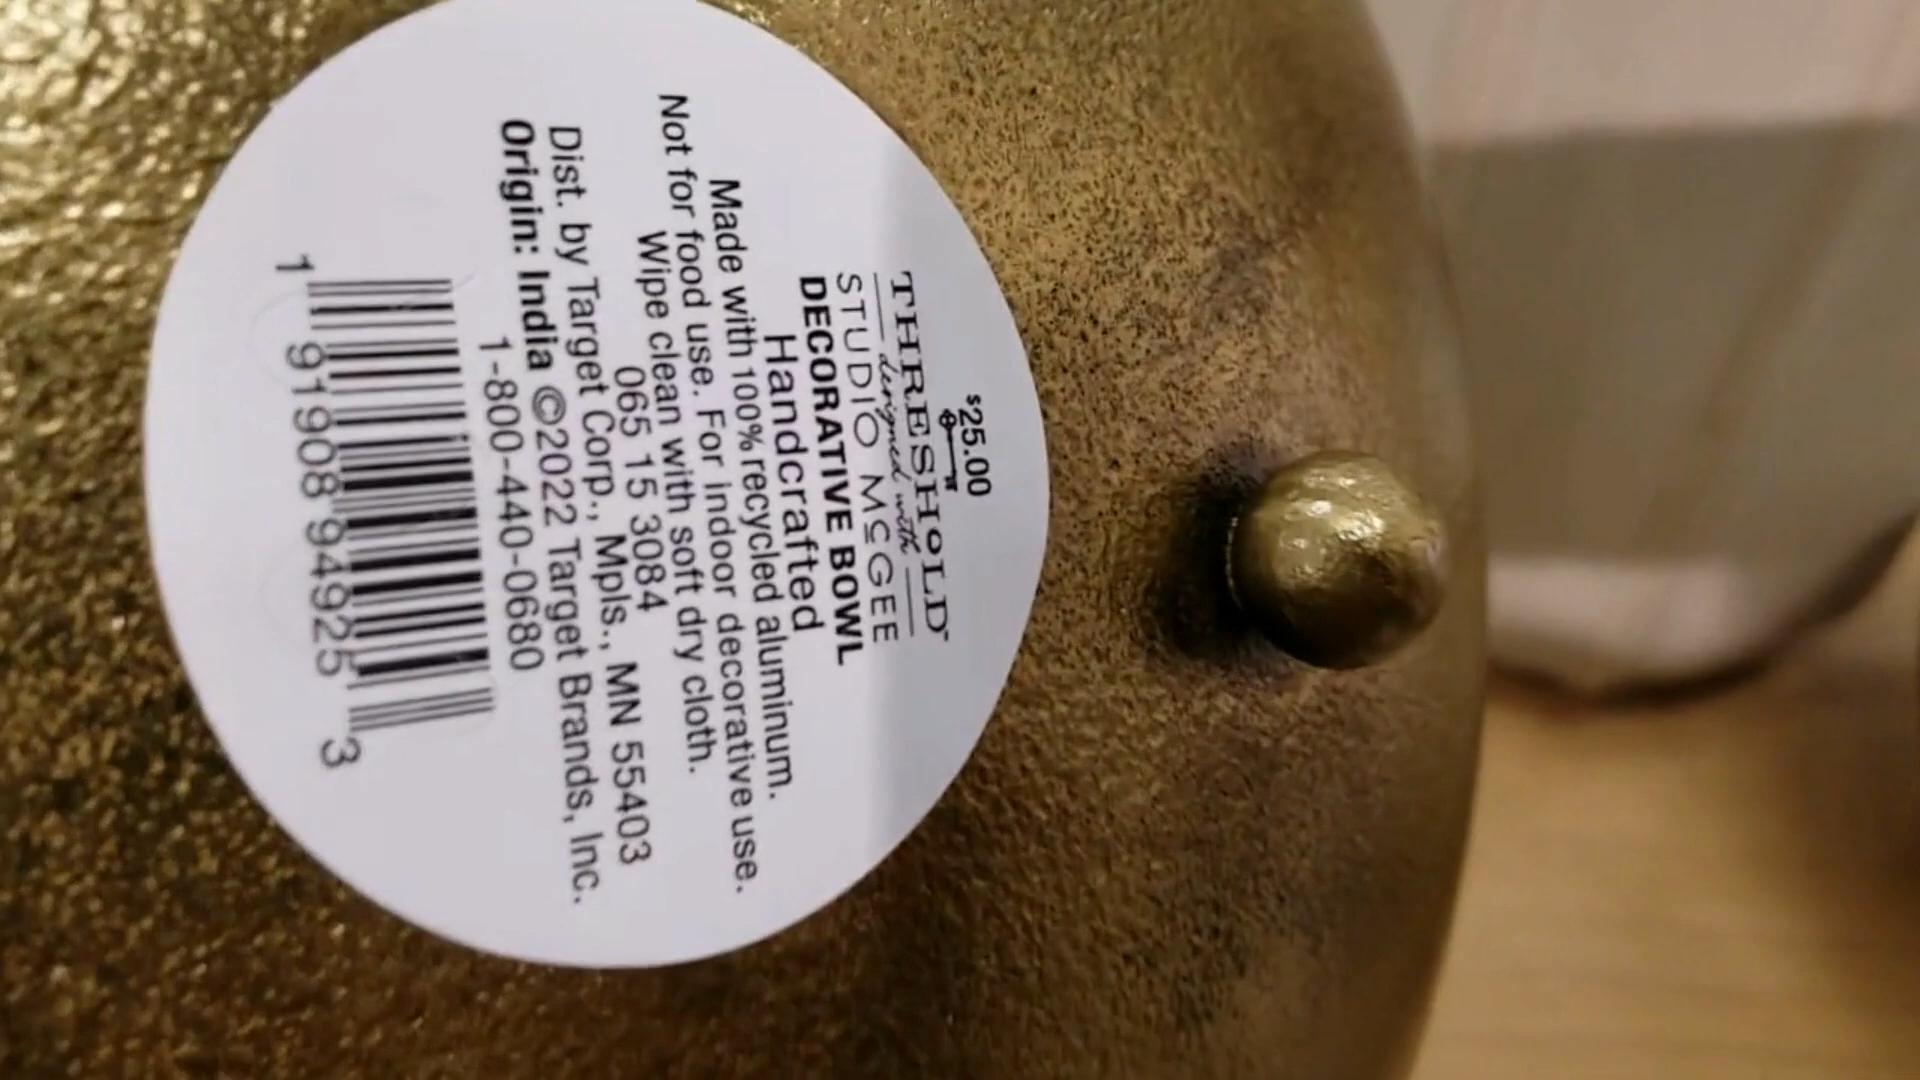 $25.00
THRESHOLD™
designed with
STUDIO MCGEE
DECORATIVE BOWL
Handcrafted
Made with 100% recycled aluminum.
Not for food use. For indoor decorative use.
Wipe clean with soft dry cloth.
065 15 3084
Dist. by Target Corp., Mpls., MN 55403
Origin: India ©2022 Target Brands, Inc.
1-800-440-0680
1 91908 94925 3